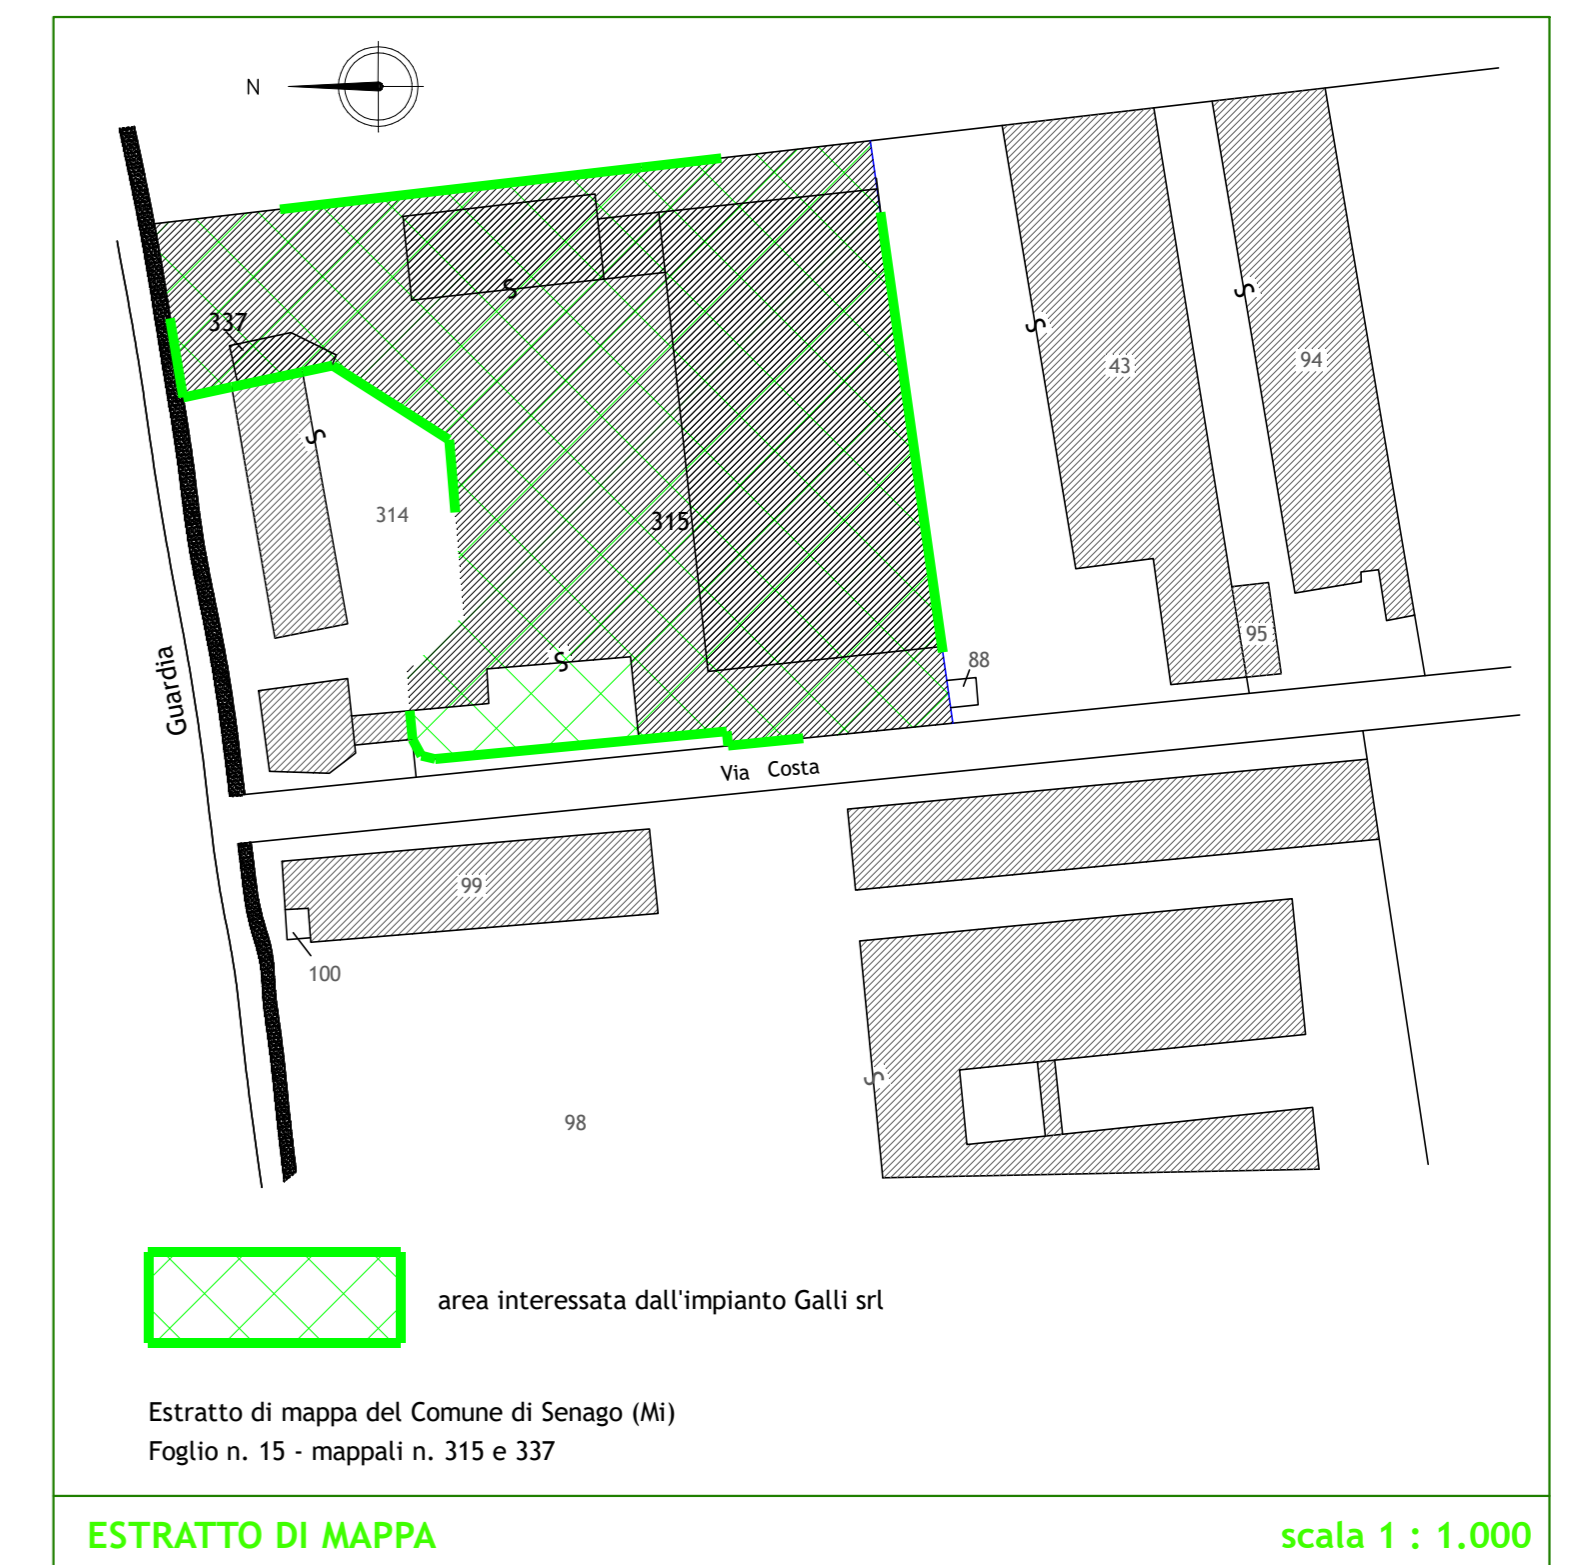 N
337
S
S
S
43
94
S
314
315
S
95
88
Guardia
Via Costa
99
100
S
98
area interessata dall'impianto Galli srl
Estratto di mappa del Comune di Senago (Mi)
Foglio n. 15 - mappali n. 315 e 337
ESTRATTO DI MAPPA
scala 1 : 1.000